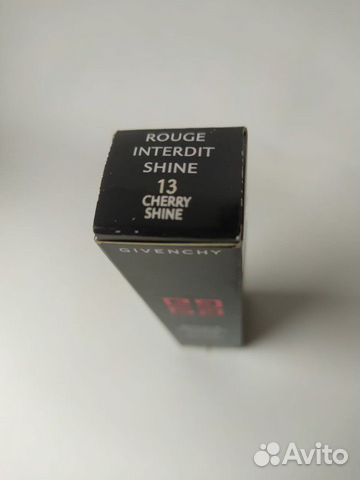 ROUGE
INTERDIT
SHINE
13
CHERRY
SHINE
GIVENCHY
Avito